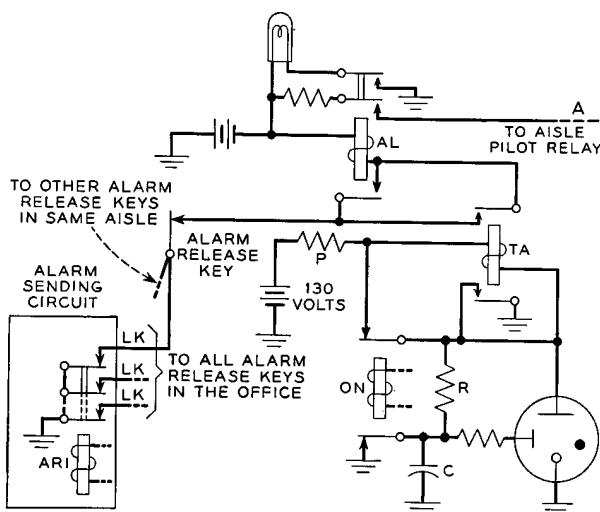 A
TO AISLE
PILOT RELAY
AL
TO OTHER ALARM
RELEASE KEYS
IN SAME AISLE
ALARM
RELEASE
KEY
P
130
VOLTS
TA
ALARM
SENDING
CIRCUIT
LK
LK
LK
TO ALL ALARM
RELEASE KEYS
IN THE OFFICE
ON
R
C
ARI